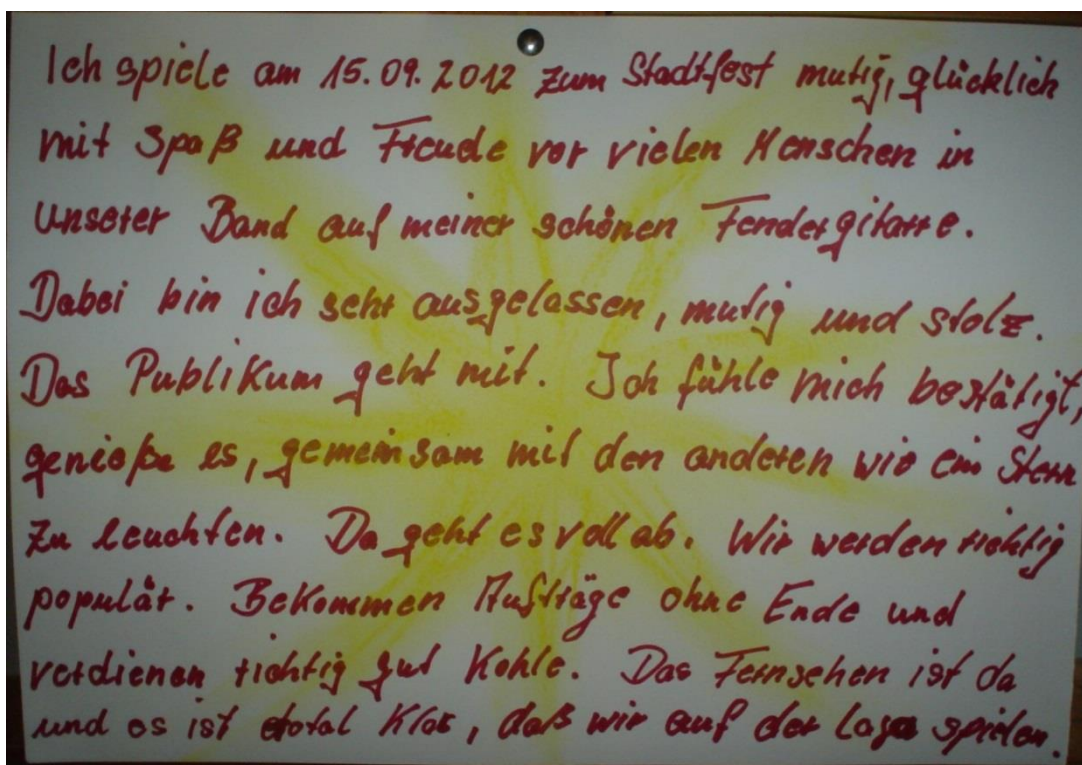 Ich spiele am 15.09.2012 zum Stadtfest mutig, glücklich
mit Spaß und Freude vor vielen Menschen in
unserer Band auf meiner schönen Fendergitarre.
Dabei bin ich sehr ausgelassen, mutig und stolz.
Das Publikum geht mit. Ich fühle mich bestätigt,
genieße es, gemeinsam mit den anderen wie ein Stern
zu leuchten. Da geht es voll ab. Wir werden richtig
populär. Bekommen Aufträge ohne Ende und
verdienen richtig gut Kohle. Das Fernsehen ist da
und es ist total klar, daß wir auf der Laga spielen.